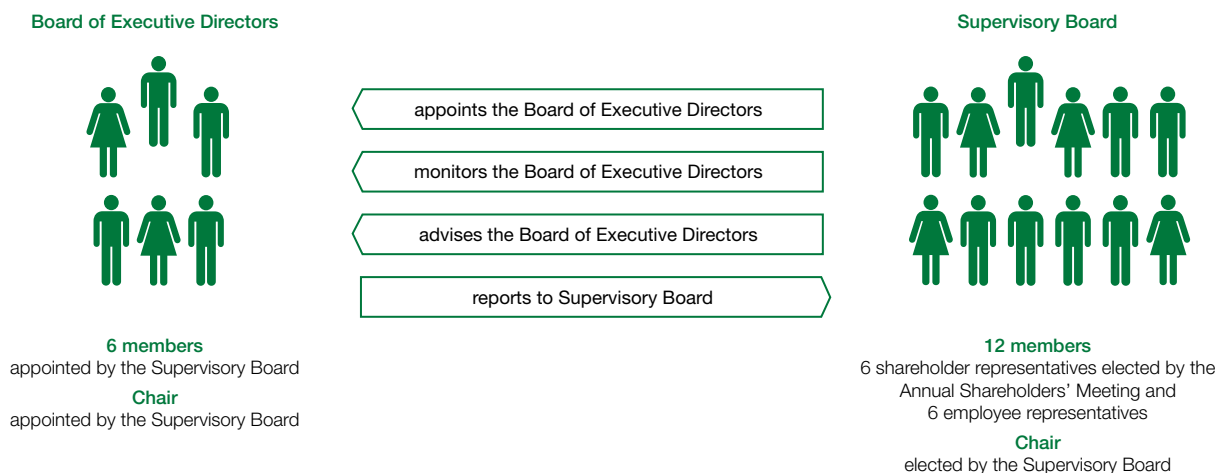 Board of Executive Directors
6 members
appointed by the Supervisory Board
Chair
appointed by the Supervisory Board
appoints the Board of Executive Directors
monitors the Board of Executive Directors
advises the Board of Executive Directors
reports to Supervisory Board
Supervisory Board
12 members
6 shareholder representatives elected by the
Annual Shareholders’ Meeting and
6 employee representatives
Chair
elected by the Supervisory Board